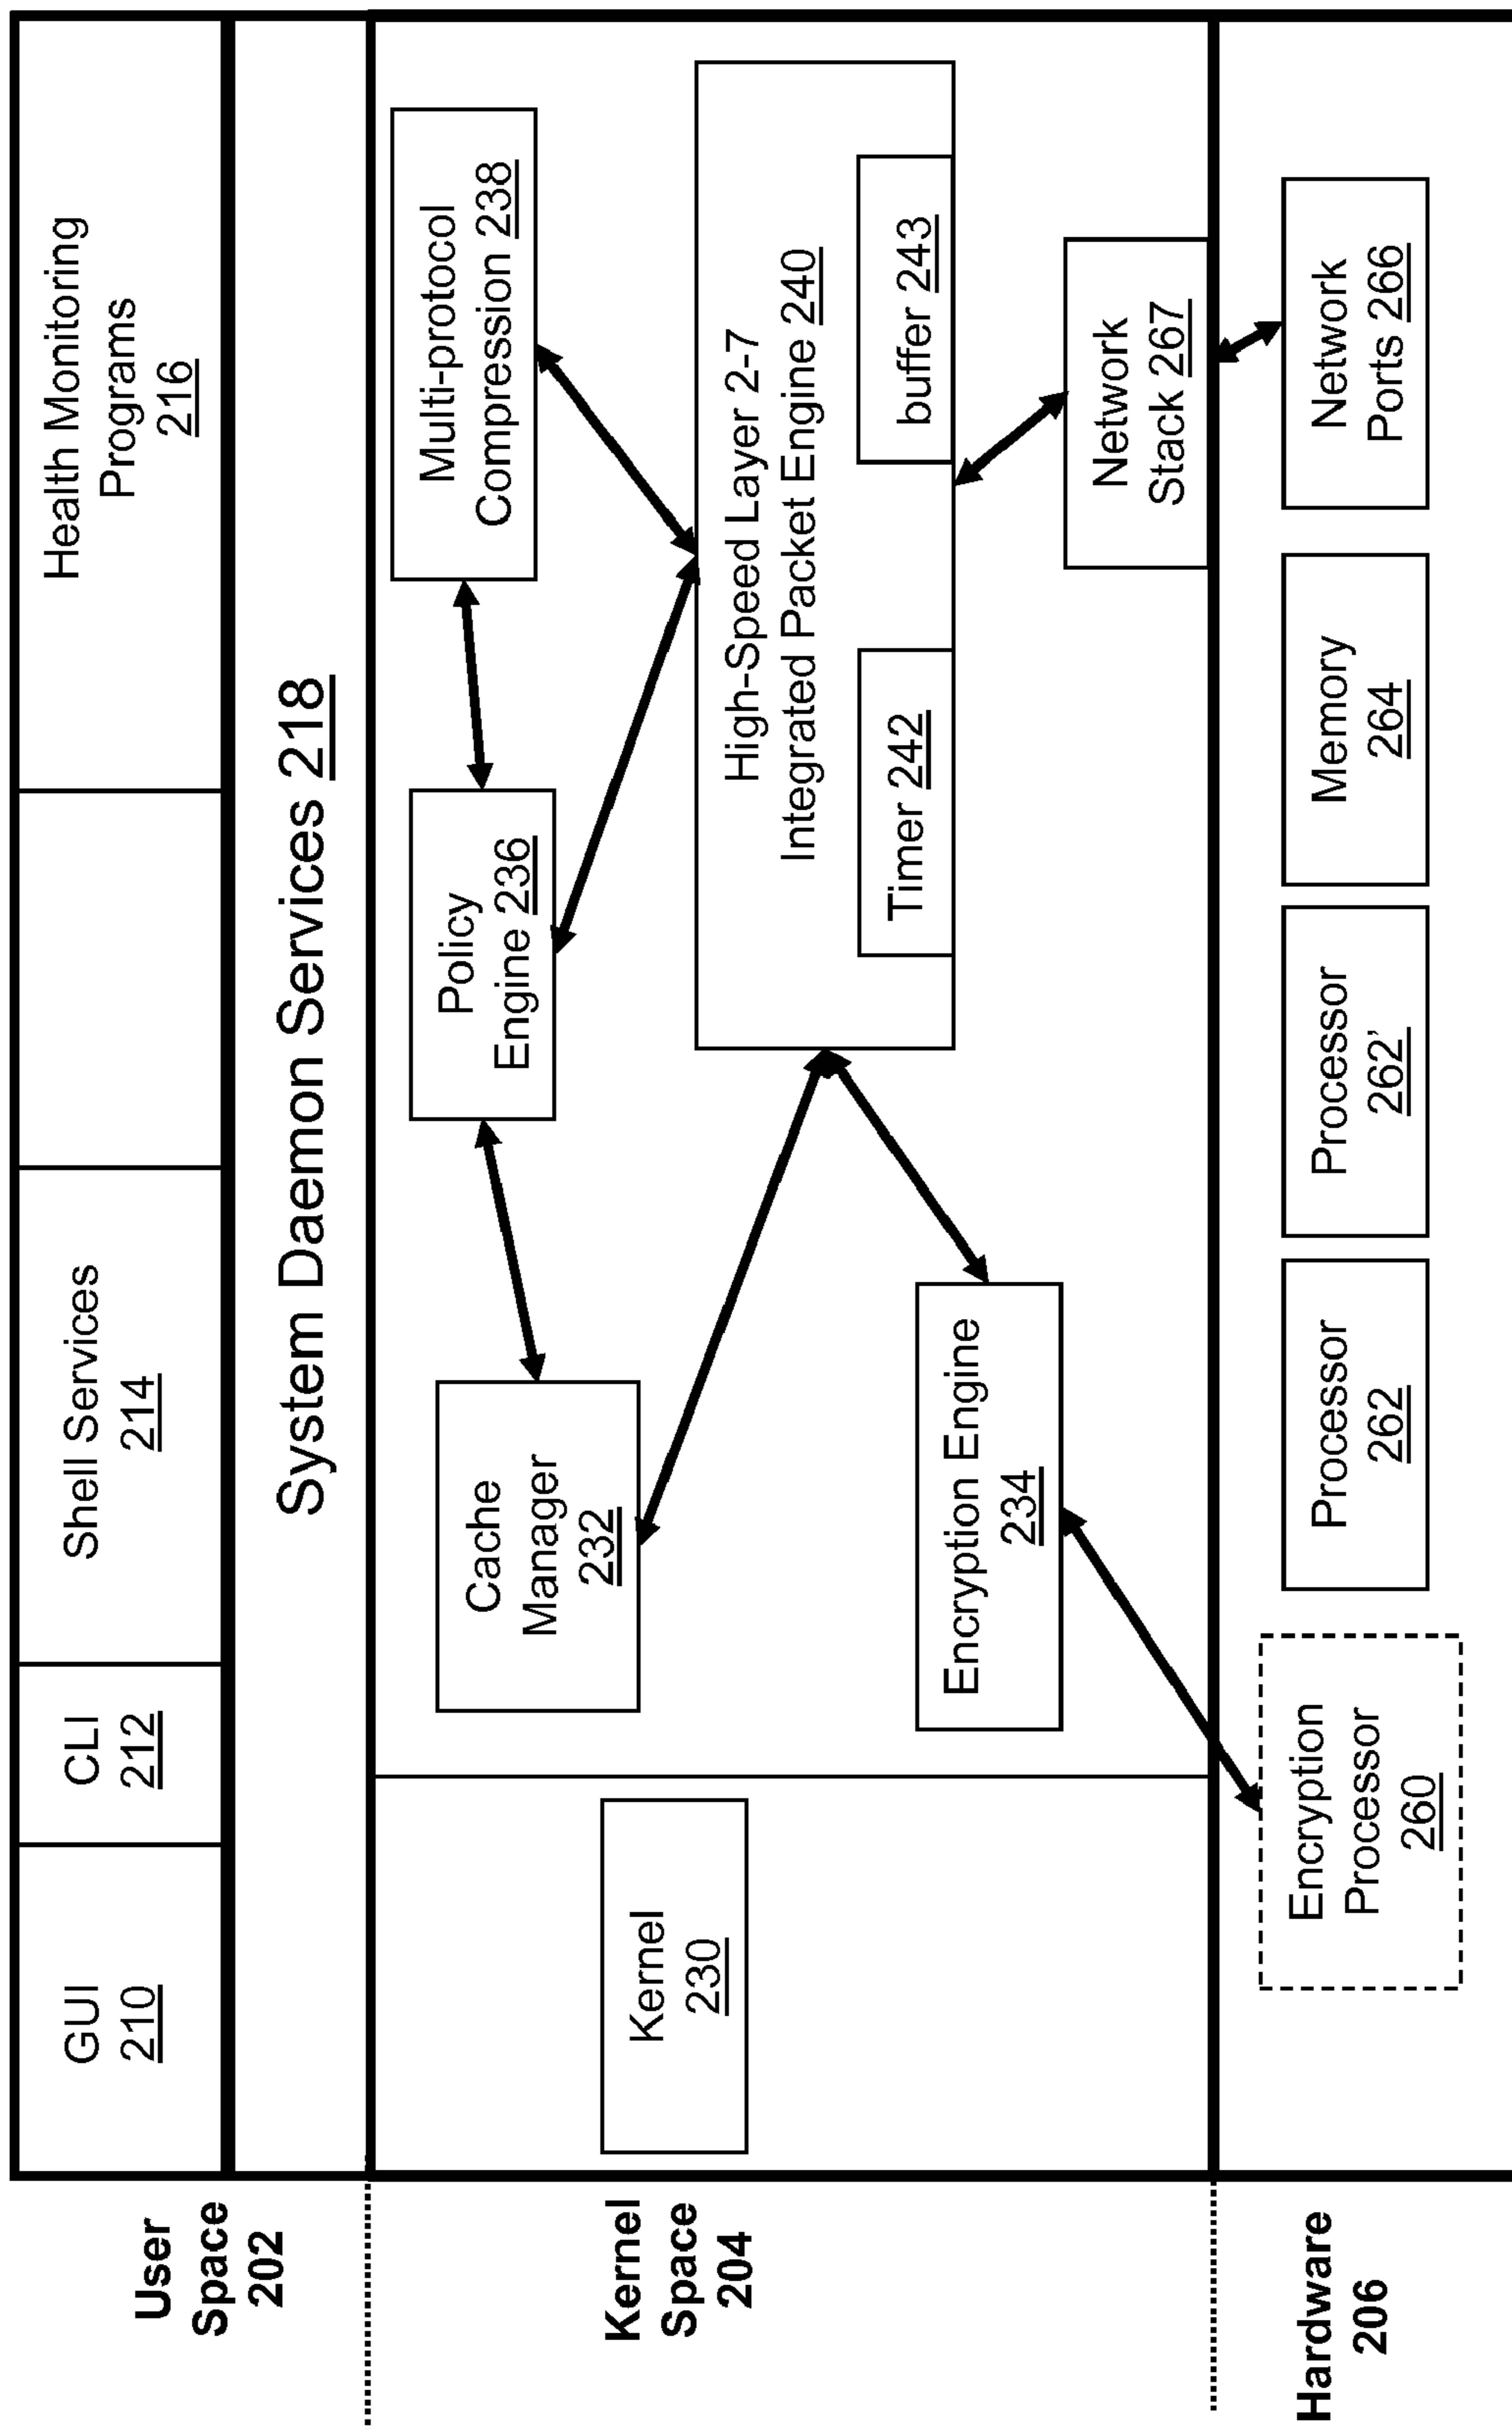 User
Space
202
GUI
210
CLI
212
Shell Services
214
Health Monitoring
Programs
216
System Daemon Services 218
Kernel
Space
204
Kernel
230
Cache
Manager
232
Policy
Engine 236
Multi-protocol
Compression 238
High-Speed Layer 2-7
Integrated Packet Engine 240
Timer 242
buffer 243
Encryption Engine
234
Network
Stack 267
Hardware
206
Encryption
Processor
260
Processor
262
Processor
262'
Memory
264
Network
Ports 266